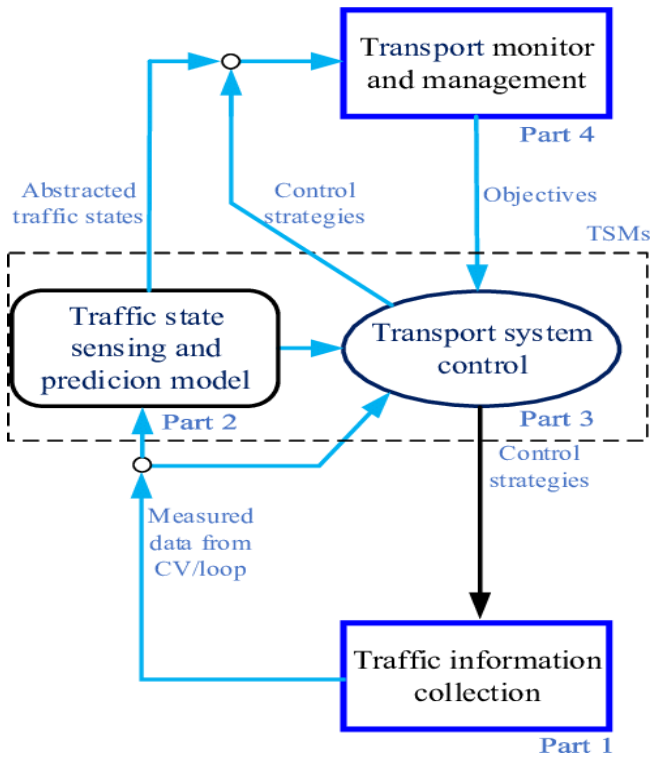 Transport monitor
and management
Part 4
Abstracted
traffic states
Control
strategies
Objectives
TSMs
Traffic state
sensing and
predicion model
Part 2
Transport system
control
Part 3
Control
strategies
Measured
data from
CV/loop
Traffic information
collection
Part 1